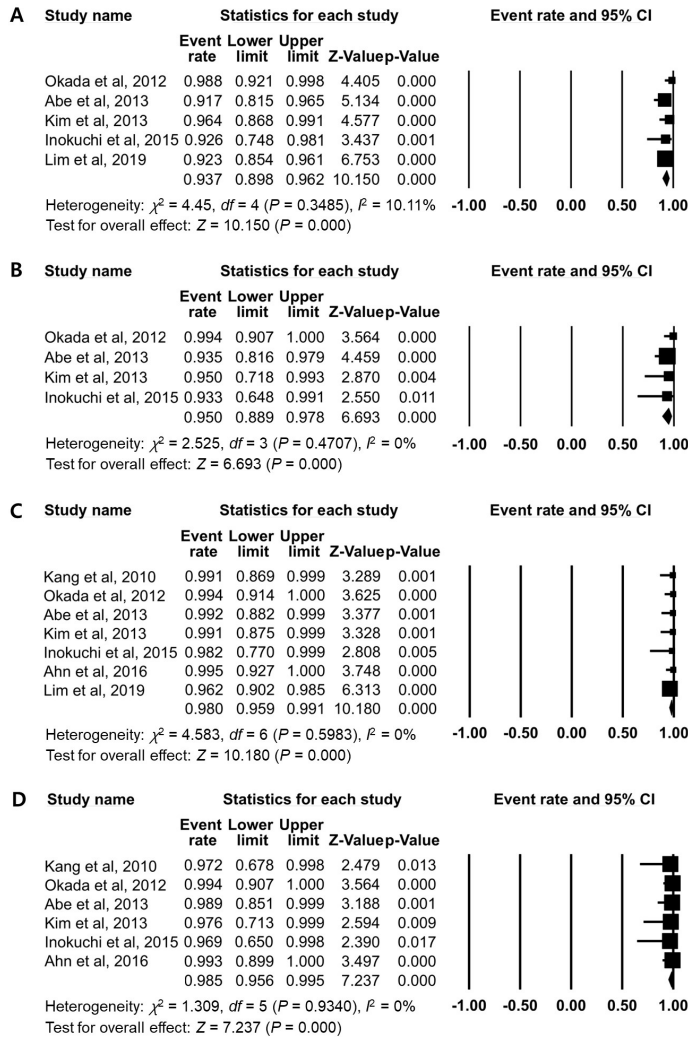 A Study name Statistics for each study Event rate and 95% CI
Event Lower Upper
rate limit limit Z-Value p-Value
Okada et al, 2012 0.988 0.921 0.998 4.405 0.000
Abe et al, 2013 0.917 0.815 0.965 5.134 0.000
Kim et al, 2013 0.964 0.868 0.991 4.577 0.000
Inokuchi et al, 2015 0.926 0.748 0.981 3.437 0.001
Lim et al, 2019 0.923 0.854 0.961 6.753 0.000
0.937 0.898 0.962 10.150 0.000
Heterogeneity: χ² = 4.45, df = 4 (P = 0.3485), I² = 10.11% -1.00 -0.50 0.00 0.50 1.00
Test for overall effect: Z = 10.150 (P = 0.000)
B Study name Statistics for each study Event rate and 95% CI
Event Lower Upper
rate limit limit Z-Value p-Value
Okada et al, 2012 0.994 0.907 1.000 3.564 0.000
Abe et al, 2013 0.935 0.816 0.979 4.459 0.000
Kim et al, 2013 0.950 0.718 0.993 2.870 0.004
Inokuchi et al, 2015 0.933 0.648 0.991 2.550 0.011
0.950 0.889 0.978 6.693 0.000
Heterogeneity: χ² = 2.525, df = 3 (P = 0.4707), I² = 0% -1.00 -0.50 0.00 0.50 1.00
Test for overall effect: Z = 6.693 (P = 0.000)
C Study name Statistics for each study Event rate and 95% CI
Event Lower Upper
rate limit limit Z-Value p-Value
Kang et al, 2010 0.991 0.869 0.999 3.289 0.001
Okada et al, 2012 0.994 0.914 1.000 3.625 0.000
Abe et al, 2013 0.992 0.882 0.999 3.377 0.001
Kim et al, 2013 0.991 0.875 0.999 3.328 0.001
Inokuchi et al, 2015 0.982 0.770 0.999 2.808 0.005
Ahn et al, 2016 0.995 0.927 1.000 3.748 0.000
Lim et al, 2019 0.962 0.902 0.985 6.313 0.000
0.980 0.959 0.991 10.180 0.000
Heterogeneity: χ² = 4.583, df = 6 (P = 0.5983), I² = 0% -1.00 -0.50 0.00 0.50 1.00
Test for overall effect: Z = 10.180 (P = 0.000)
D Study name Statistics for each study Event rate and 95% CI
Event Lower Upper
rate limit limit Z-Value p-Value
Kang et al, 2010 0.972 0.678 0.998 2.479 0.013
Okada et al, 2012 0.994 0.907 1.000 3.564 0.000
Abe et al, 2013 0.989 0.851 0.999 3.188 0.001
Kim et al, 2013 0.976 0.713 0.999 2.594 0.009
Inokuchi et al, 2015 0.969 0.650 0.998 2.390 0.017
Ahn et al, 2016 0.993 0.899 1.000 3.497 0.000
0.985 0.956 0.995 7.237 0.000
Heterogeneity: χ² = 1.309, df = 5 (P = 0.9340), I² = 0% -1.00 -0.50 0.00 0.50 1.00
Test for overall effect: Z = 7.237 (P = 0.000)